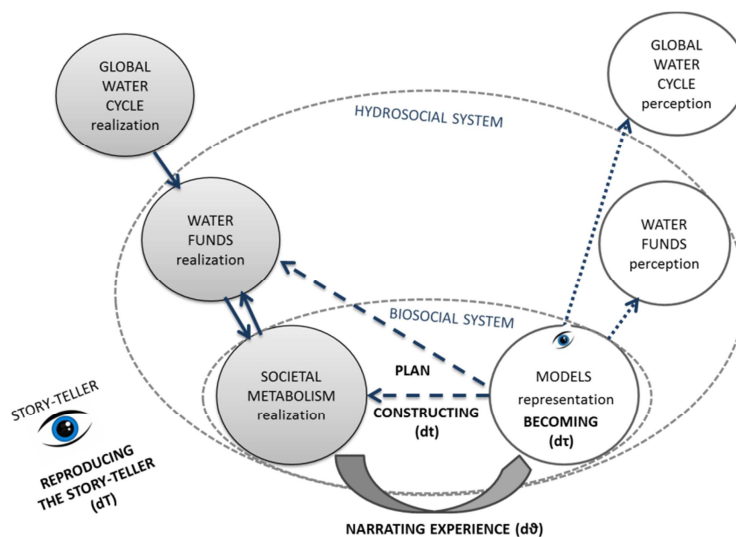 GLOBAL
WATER
CYCLE
realization
GLOBAL
WATER
CYCLE
perception
HYDROSOCIAL SYSTEM
WATER
FUNDS
realization
WATER
FUNDS
perception
BIOSOCIAL SYSTEM
SOCIETAL
METABOLISM
realization
PLAN
CONSTRUCTING
(dt)
MODELS
representation
BECOMING
(dτ)
STORY-TELLER
REPRODUCING
THE STORY-TELLER
(dT)
NARRATING EXPERIENCE (dϑ)